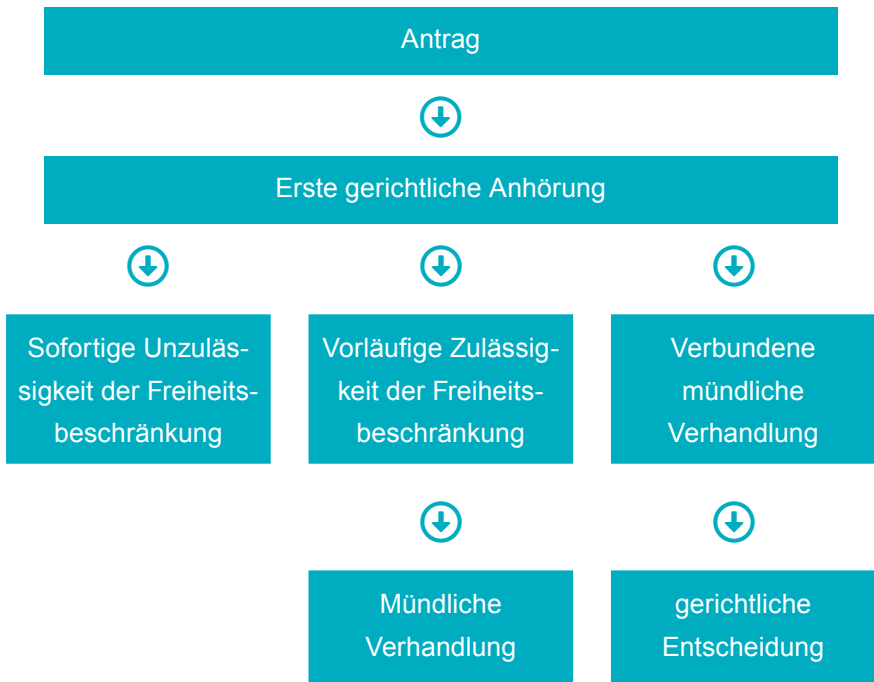 Antrag
Erste gerichtliche Anhörung
Sofortige Unzuläs-
sigkeit der Freiheits-
beschränkung
Vorläufige Zulässig-
keit der Freiheits-
beschränkung
Verbundene
mündliche
Verhandlung
Mündliche
Verhandlung
gerichtliche
Entscheidung